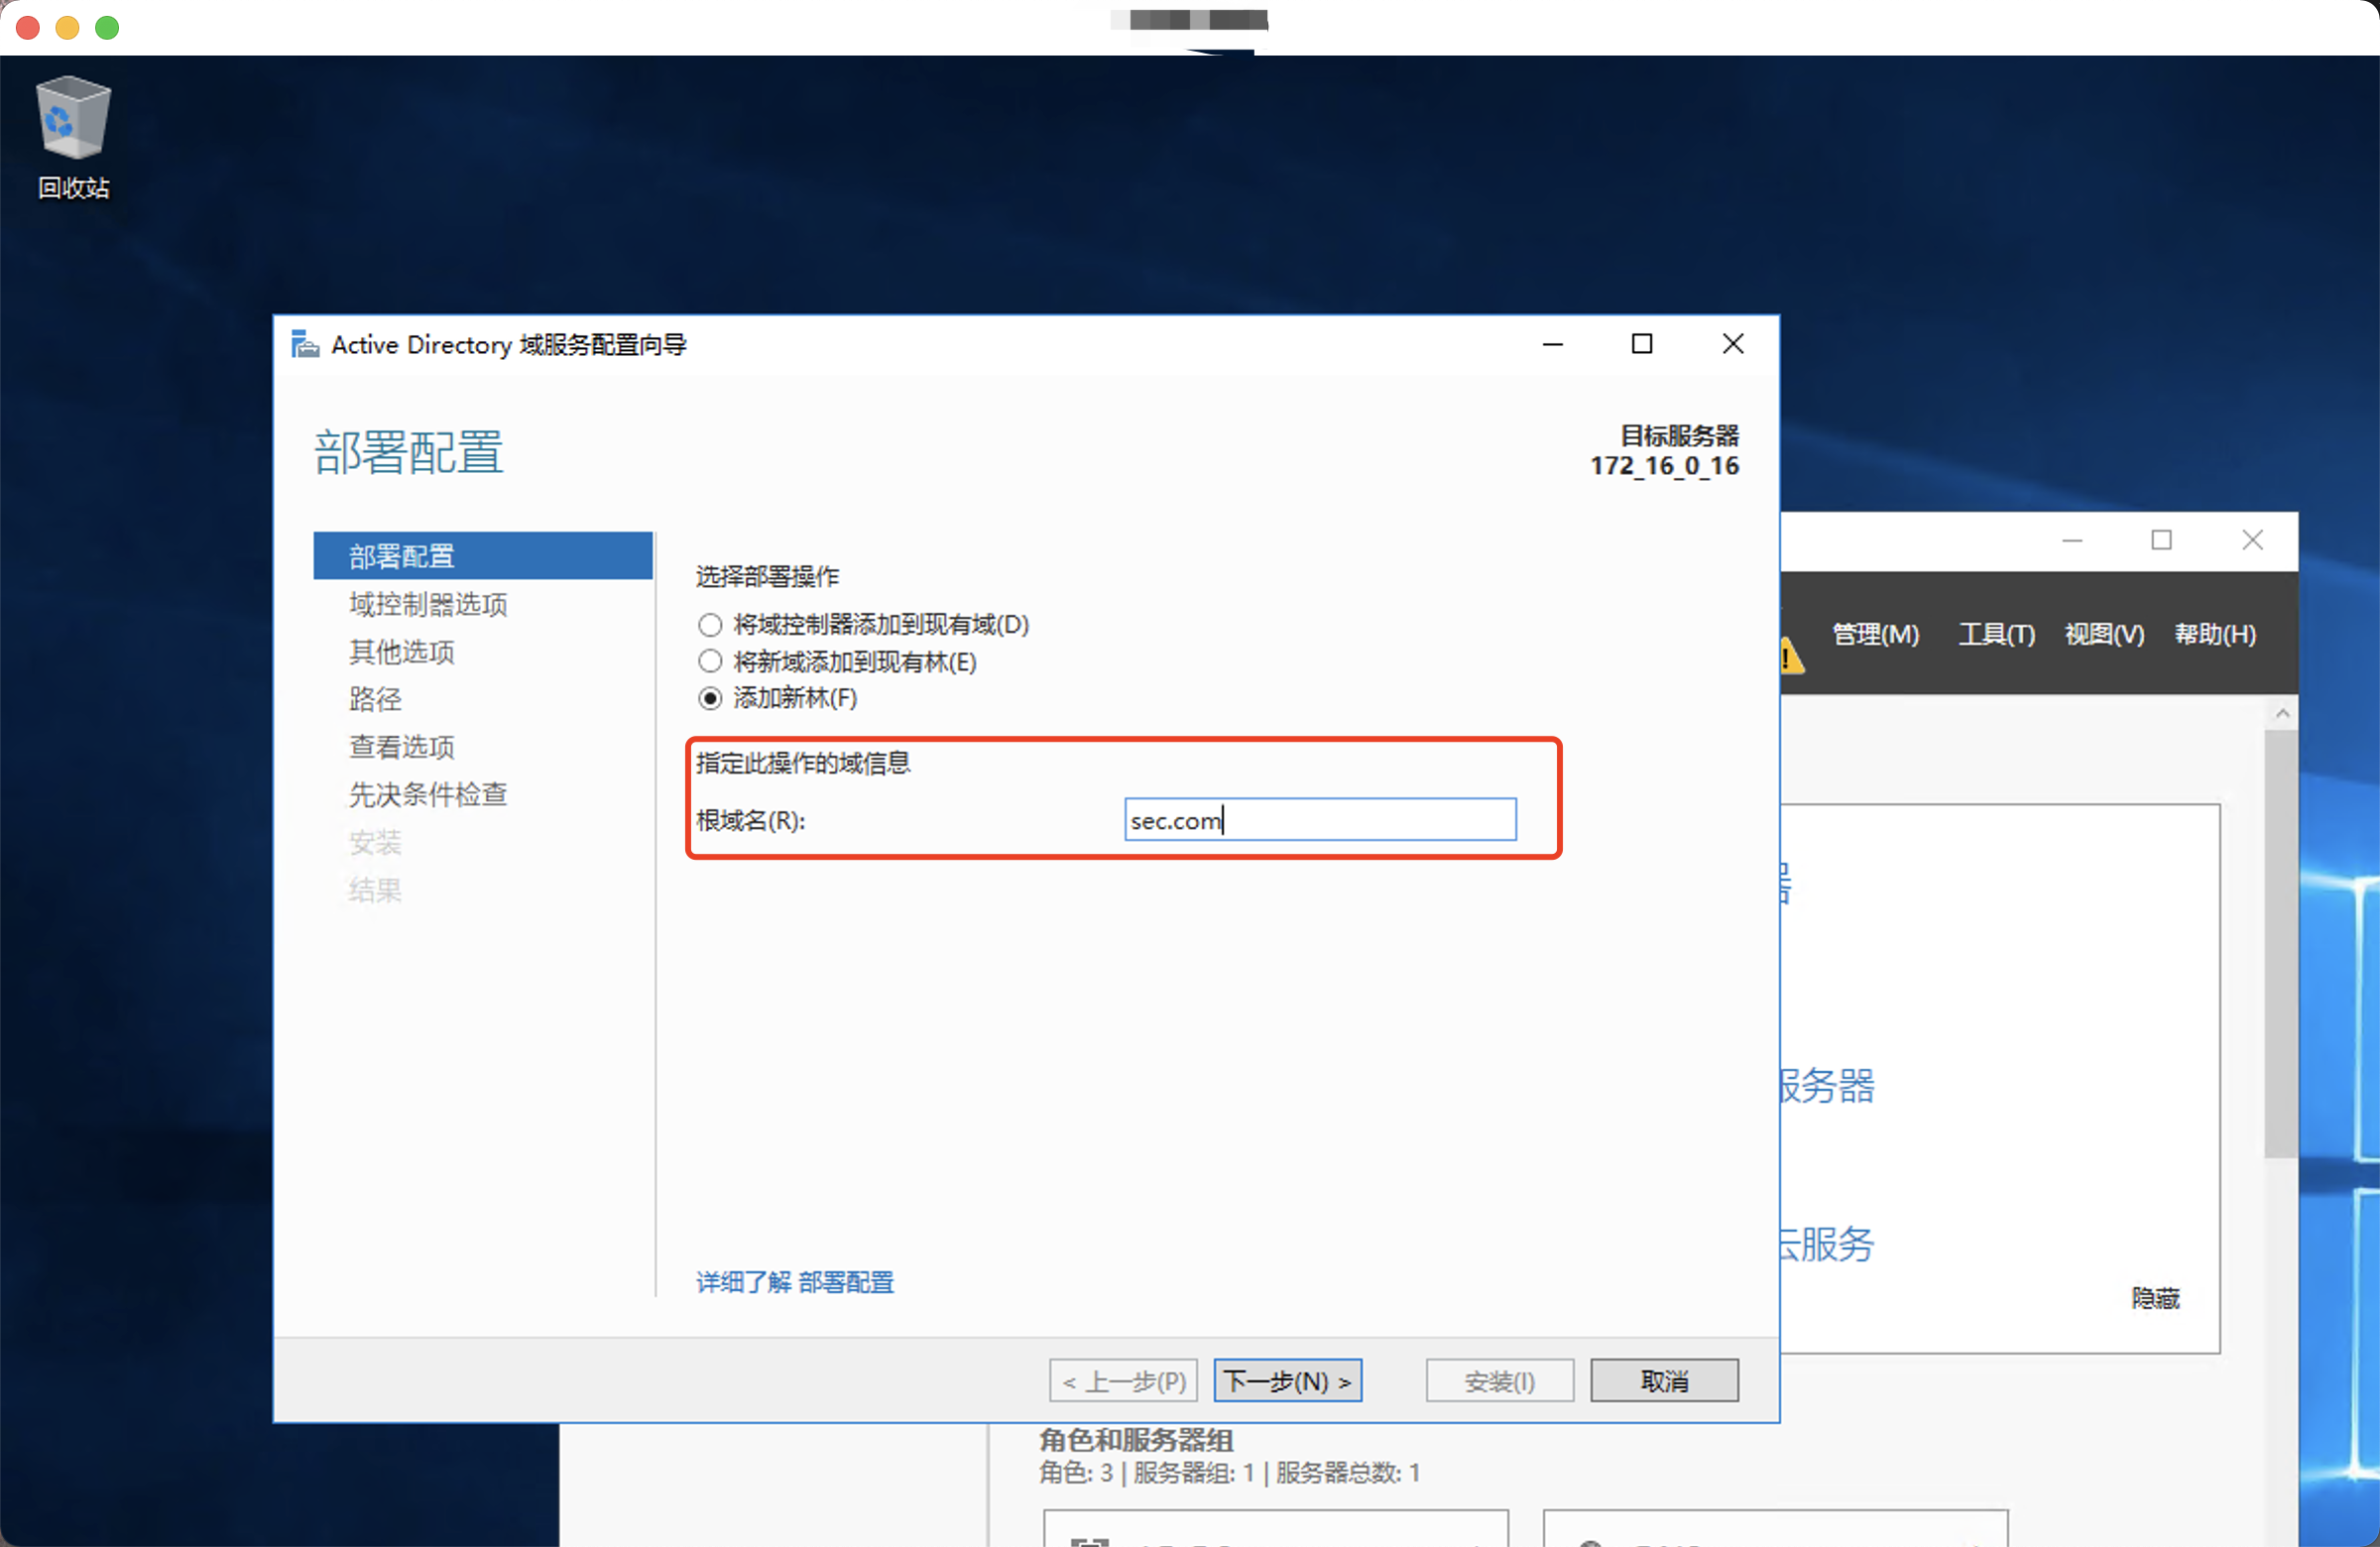 回收站
Active Directory 域服务配置向导
部署配置
目标服务器
172_16_0_16
部署配置
域控制器选项
其他选项
路径
查看选项
先决条件检查
安装
结果
选择部署操作
将域控制器添加到现有域(D)
将新域添加到现有林(E)
添加新林(F)
指定此操作的域信息
根域名(R):
sec.com
详细了解 部署配置
< 上一步(P)
下一步(N) >
安装(I)
取消
管理(M) 工具(T) 视图(V) 帮助(H)
服务器
云服务
隐藏
角色和服务器组
角色: 3 | 服务器组: 1 | 服务器总数: 1